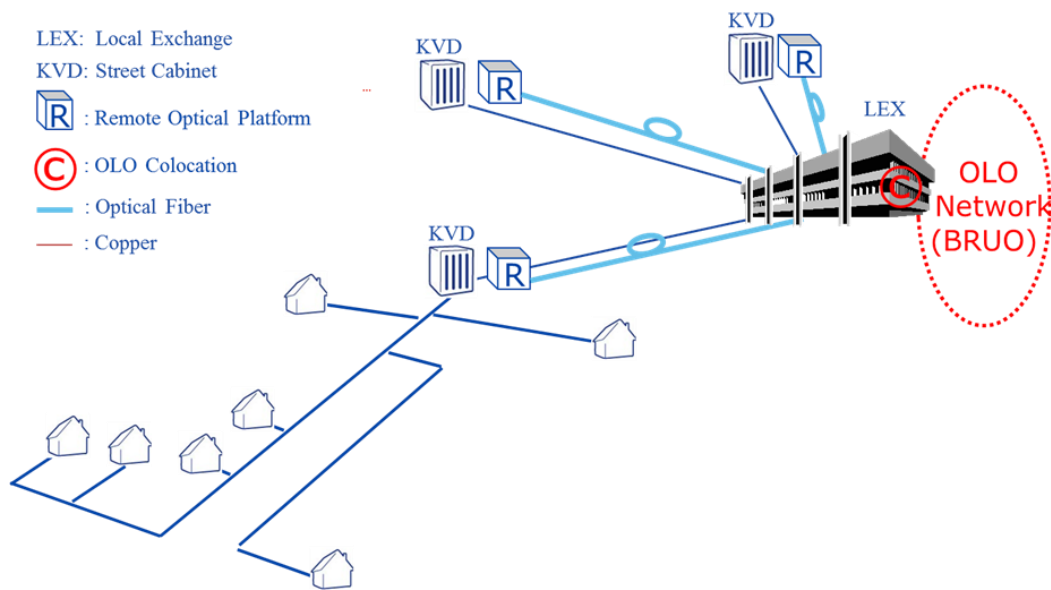 LEX: Local Exchange
KVD: Street Cabinet
R : Remote Optical Platform
C : OLO Colocation
: Optical Fiber
: Copper
...
KVD
R
KVD
R
LEX
C
OLO
Network
(BRUO)
KVD
R